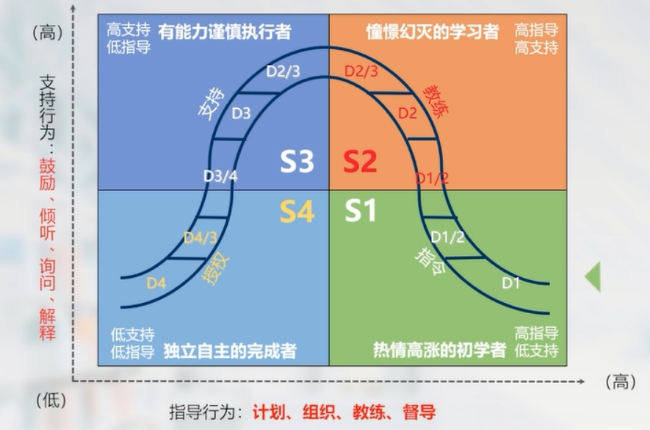 (高)
高支持
低指导
有能力谨慎执行者
憧憬幻灭的学习者
高指导
高支持
D2/3
D2/3
支持
教练
D3
D2
支持行为：鼓励、倾听、询问、解释
S3
S2
D3/4
D1/2
S4
S1
D4/3
D1/2
授权
指令
D4
D1
低支持
低指导
独立自主的完成者
热情高涨的初学者
高指导
低支持
(低)
(高)
指导行为：计划、组织、教练、督导